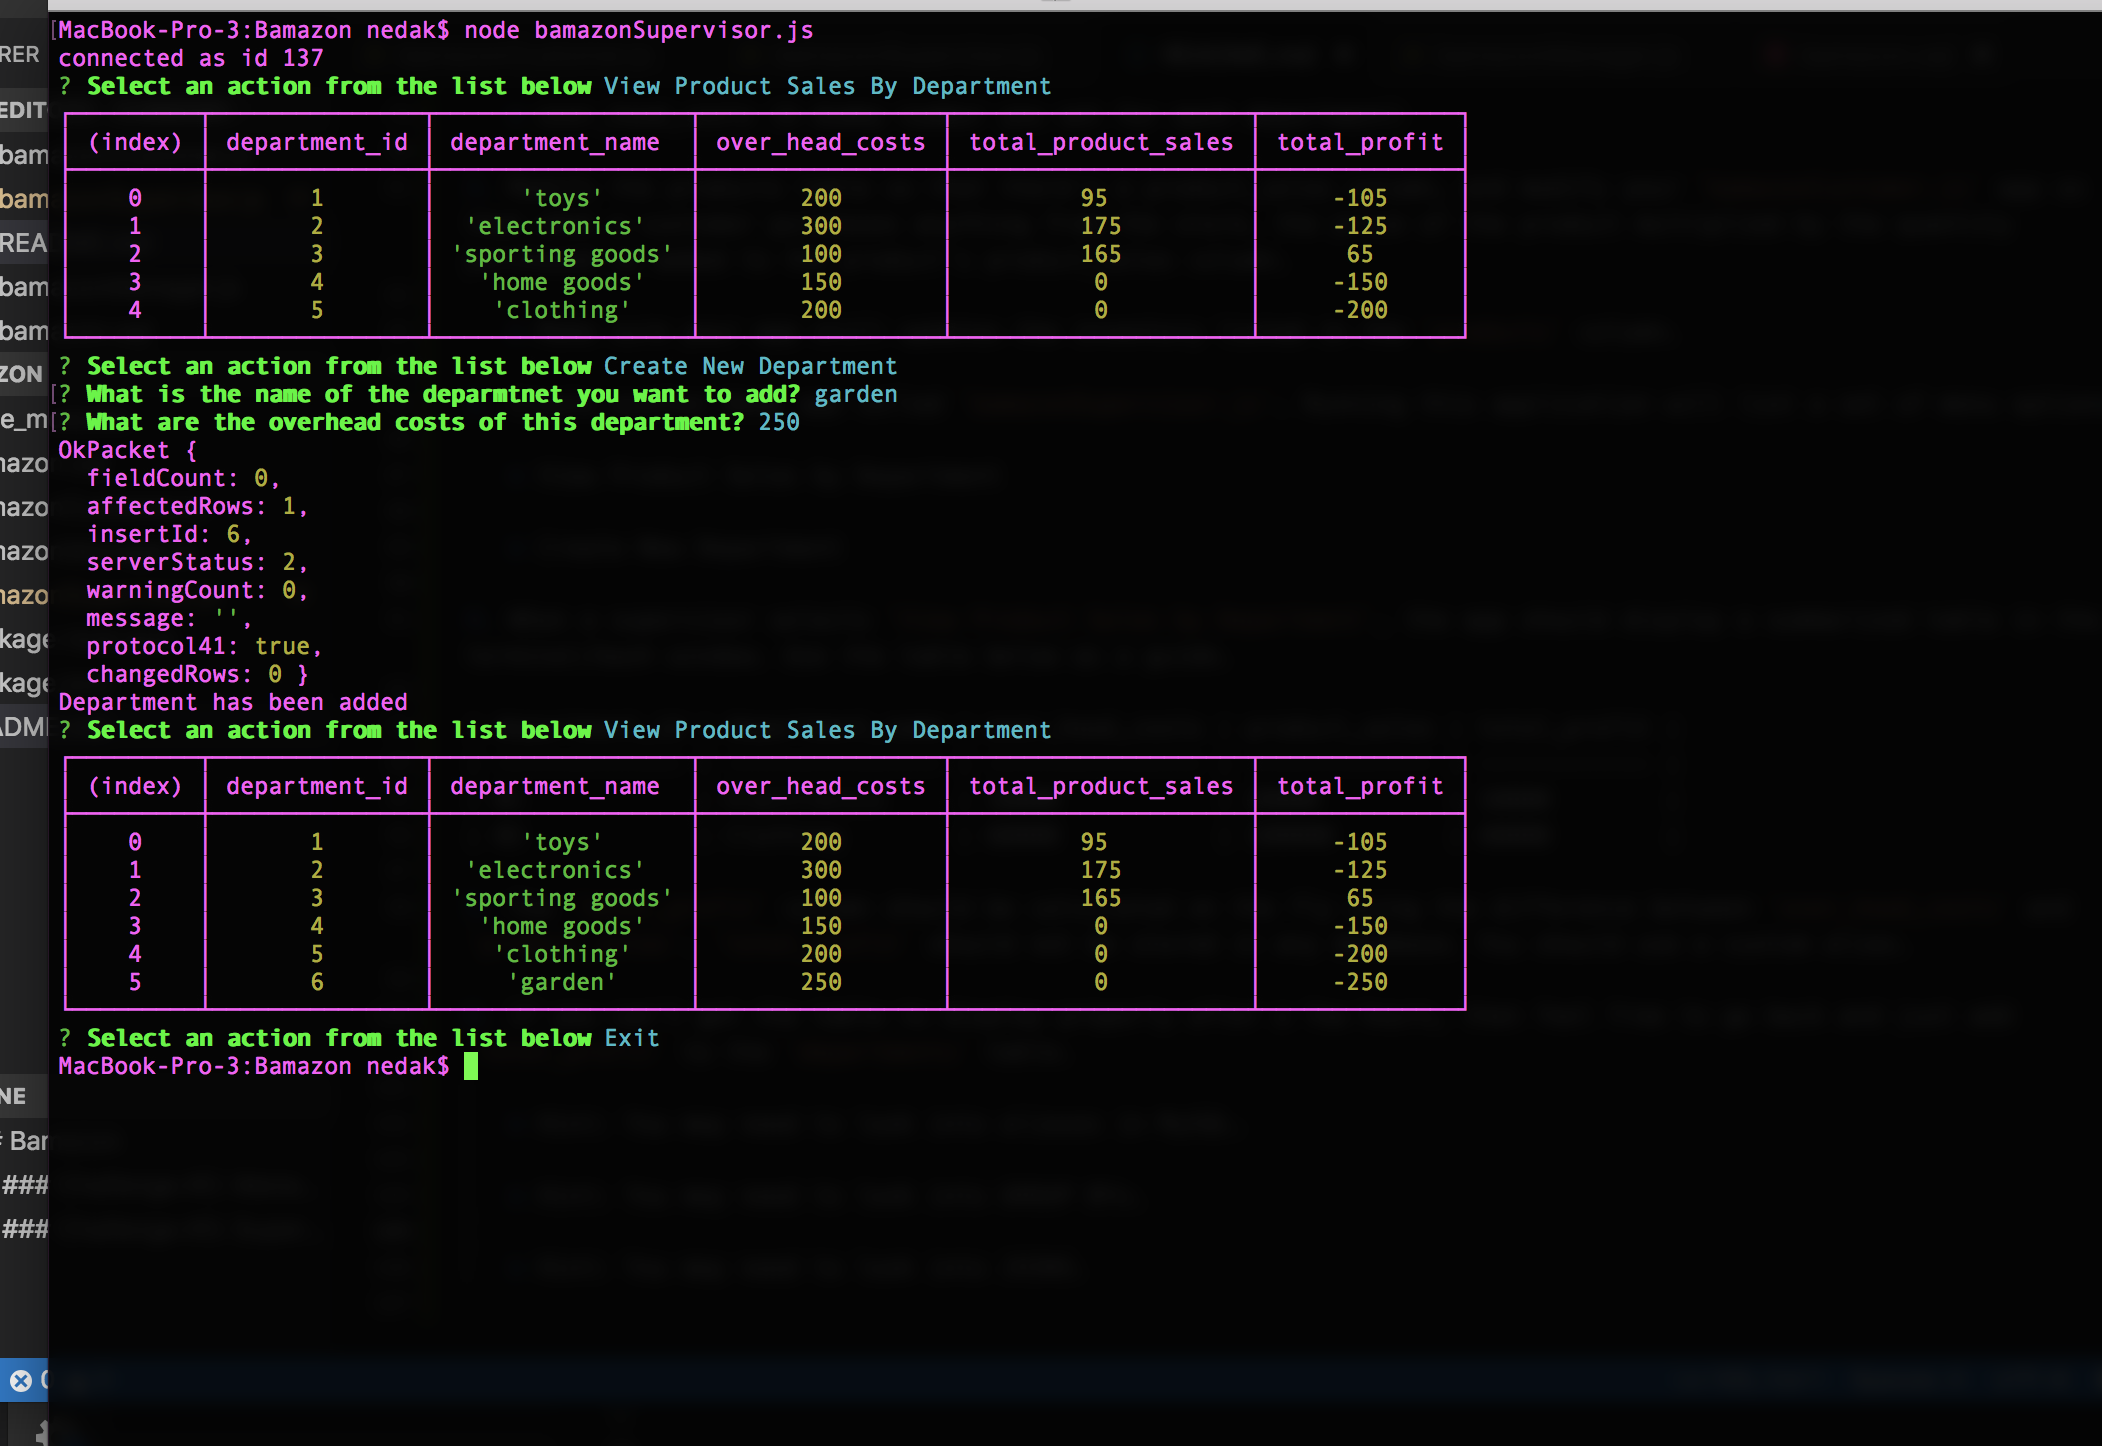 [MacBook-Pro-3:Bamazon nedak$ node bamazonSupervisor.js
connected as id 137
? Select an action from the list below View Product Sales By Department
(index) department_id department_name over_head_costs total_product_sales total_profit
0 1 'toys' 200 95 -105
1 2 'electronics' 300 175 -125
2 3 'sporting goods' 100 165 65
3 4 'home goods' 150 0 -150
4 5 'clothing' 200 0 -200
? Select an action from the list below Create New Department
[? What is the name of the deparmtnet you want to add? garden
[? What are the overhead costs of this department? 250
OkPacket {
fieldCount: 0,
affectedRows: 1,
insertId: 6,
serverStatus: 2,
warningCount: 0,
message: '',
protocol41: true,
changedRows: 0 }
Department has been added
? Select an action from the list below View Product Sales By Department
(index) department_id department_name over_head_costs total_product_sales total_profit
0 1 'toys' 200 95 -105
1 2 'electronics' 300 175 -125
2 3 'sporting goods' 100 165 65
3 4 'home goods' 150 0 -150
4 5 'clothing' 200 0 -200
5 6 'garden' 250 0 -250
? Select an action from the list below Exit
MacBook-Pro-3:Bamazon nedak$
RER
EDIT
bam
bam
REA
bam
bam
ZON
e_m
nazo
nazo
nazo
nazo
kage
kage
ADMI
NE
# Bar
###
###